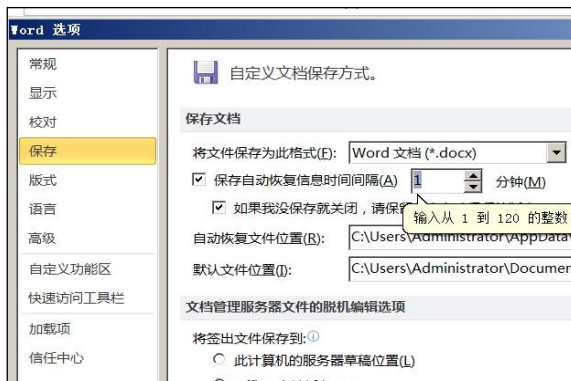 Word 选项
常规
显示
校对
保存
版式
语言
高级
自定义功能区
快速访问工具栏
加载项
信任中心
自定义文档保存方式。
保存文档
将文件保存为此格式(F): Word 文档 (*.docx)
保存自动恢复信息时间间隔(A) 1 分钟(M)
如果我没保存就关闭，请保留
输入从 1 到 120 的整数
自动恢复文件位置(R): C:\Users\Administrator\AppData\
默认文件位置(I): C:\Users\Administrator\Documen
文档管理服务器文件的脱机编辑选项
将签出文件保存到:
此计算机的服务器草稿位置(L)